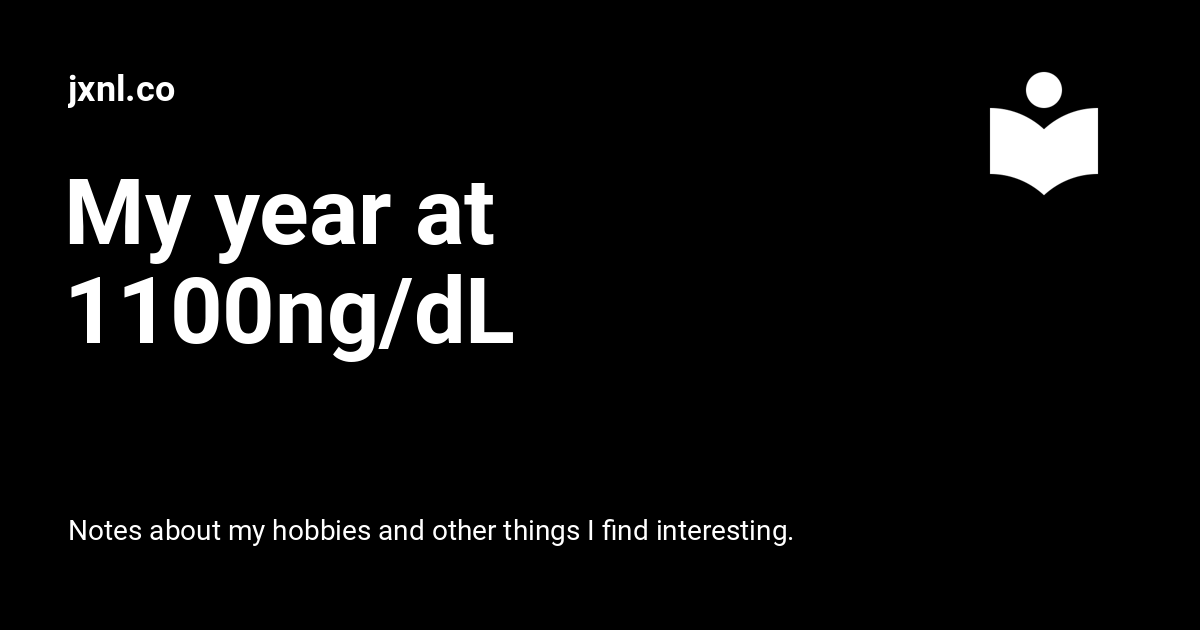 jxnl.co
My year at
1100ng/dL
Notes about my hobbies and other things I find interesting.